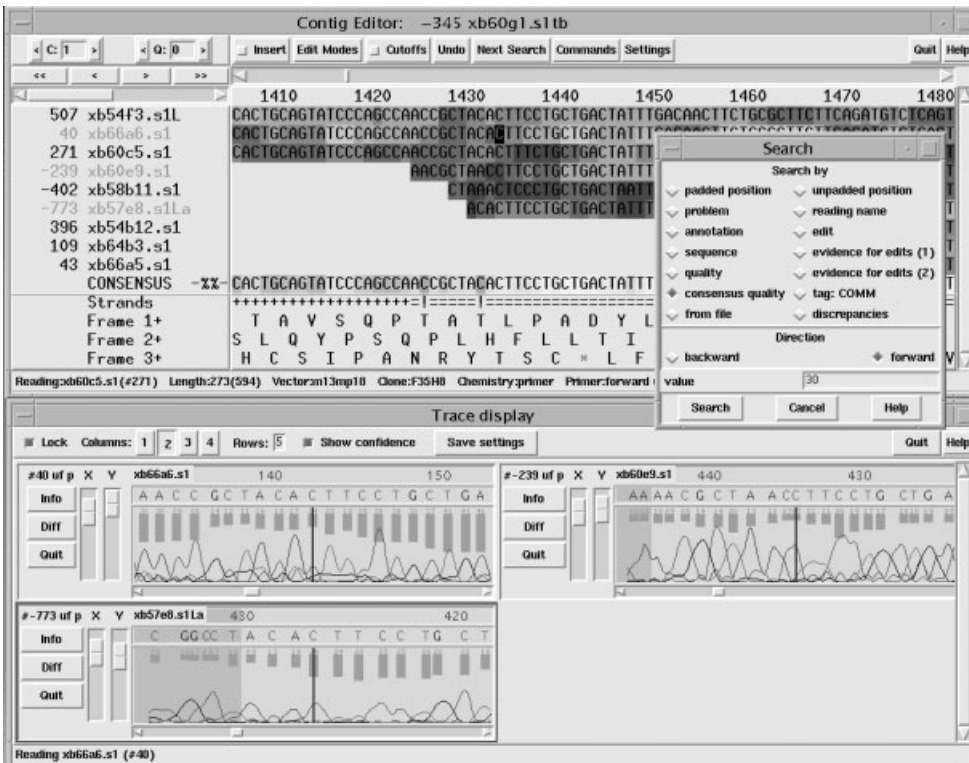 Contig Editor: -345 xb60g1.s1tb
< C: 1 > < Q: 0 > Insert Edit Modes Cutoffs Undo Next Search Commands Settings Quit Help
<< < > >>
1410 1420 1430 1440 1450 1460 1470 1480
507 xb54f3.s1L CACTGCAGTATCCCAGCCAACCGCTACACTTCCTGCTGACTATTTGACAACTTCTGCGCTTCTTCAGATGTCTCAGT
40 xb66a6.s1 CACTGCAGTATCCCAGCCAACCGCTACACTTCCTGCTGACTATTT
271 xb60c5.s1 CACTGCAGTATCCCAGCCAACCGCTACACTTTCTGCTGACTATTT
-239 xb60e9.s1 AACGCTAACCTTCCTGCTGACTATTT
-402 xb58b11.s1 CTAAACTCCCTGCTGACTAATT
-773 xb57e8.s1La ACACTTCCTGCTGACTATTT
396 xb54b12.s1
109 xb64b3.s1
43 xb66a5.s1
CONSENSUS -%%- CACTGCAGTATCCCAGCCAACCGCTACACTTCCTGCTGACTATTT
Strands ++++++++++++++++++=!=====!==================
Frame 1+ T A V S Q P T A T L P A D Y L
Frame 2+ S L Q Y P S Q P L H F L L T I
Frame 3+ H C S I P A N R Y T S C * L F V
Reading:xb60c5.s1(#271) Length:273(594) Vector:m13mp18 Clone:F35H8 Chemistry:primer Primer:forward
Search
Search by
padded position unpadded position
problem reading name
annotation edit
sequence evidence for edits (1)
quality evidence for edits (2)
consensus quality tag: COMM
from file discrepancies
Direction
backward forward
value 30
Search Cancel Help
Trace display
Lock Columns: 1 2 3 4 Rows: 5 Show confidence Save settings Quit Help
#40 uf p X Y xb66a6.s1 140 150
Info
Diff
Quit
A A C C G C T A C A C T T C C T G C T G A
#-239 uf p X Y xb60e9.s1 440 430
Info
Diff
Quit
A A A A C G C T A A C C T T C C T G C T G A
#-773 uf p X Y xb57e8.s1La 430 420
Info
Diff
Quit
C G G C C T A C A C T T C C T G C T
Reading xb66a6.s1 (#40)